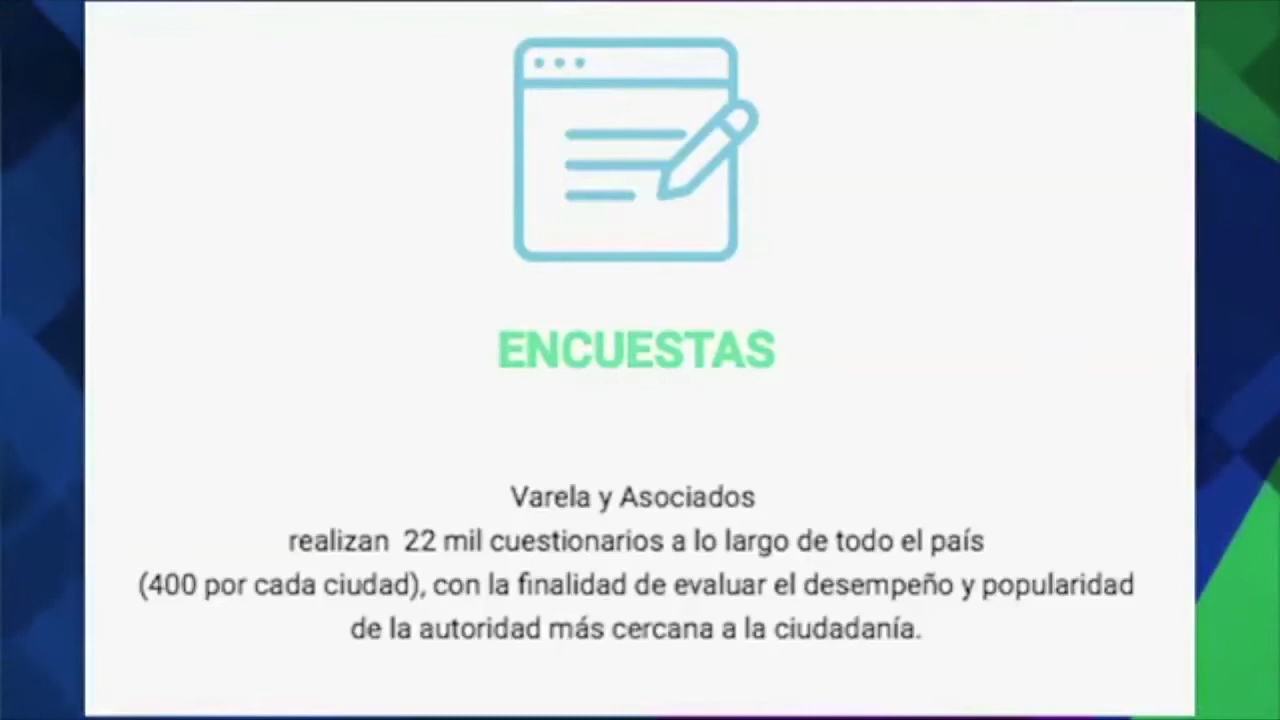 ENCUESTAS
Varela y Asociados
realizan 22 mil cuestionarios a lo largo de todo el país
(400 por cada ciudad), con la finalidad de evaluar el desempeño y popularidad
de la autoridad más cercana a la ciudadanía.